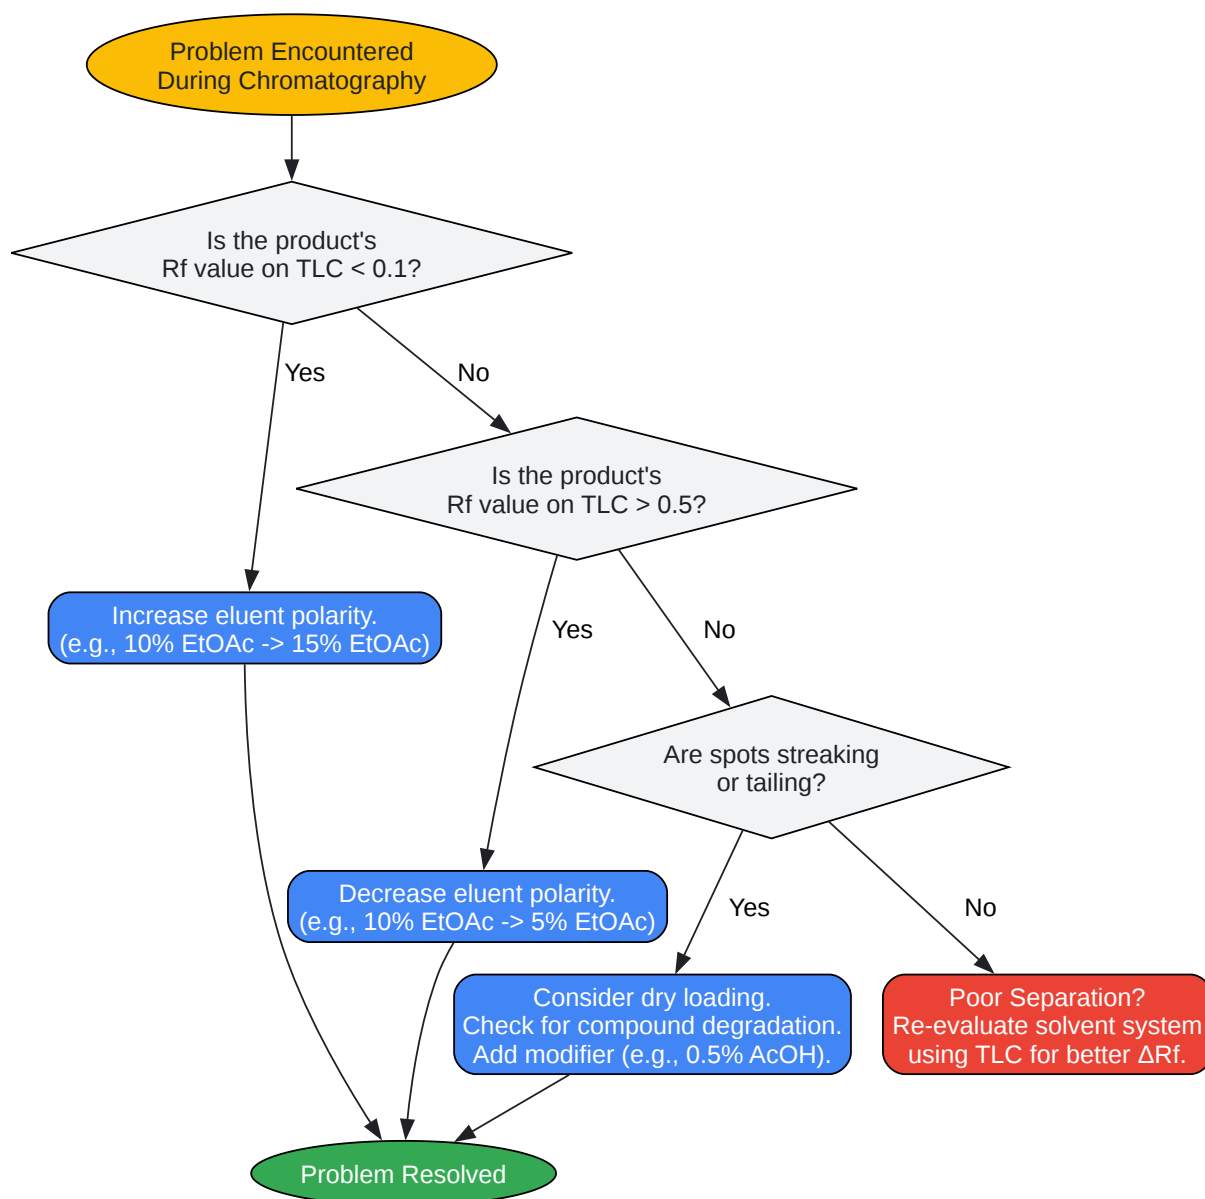 Problem Encountered
During Chromatography
Is the product's
Rf value on TLC < 0.1?
Yes
No
Is the product's
Rf value on TLC > 0.5?
Increase eluent polarity.
(e.g., 10% EtOAc -> 15% EtOAc)
Yes
No
Are spots streaking
or tailing?
Decrease eluent polarity.
(e.g., 10% EtOAc -> 5% EtOAc)
Yes
No
Consider dry loading.
Check for compound degradation.
Add modifier (e.g., 0.5% AcOH).
Poor Separation?
Re-evaluate solvent system
using TLC for better ΔRf.
Problem Resolved